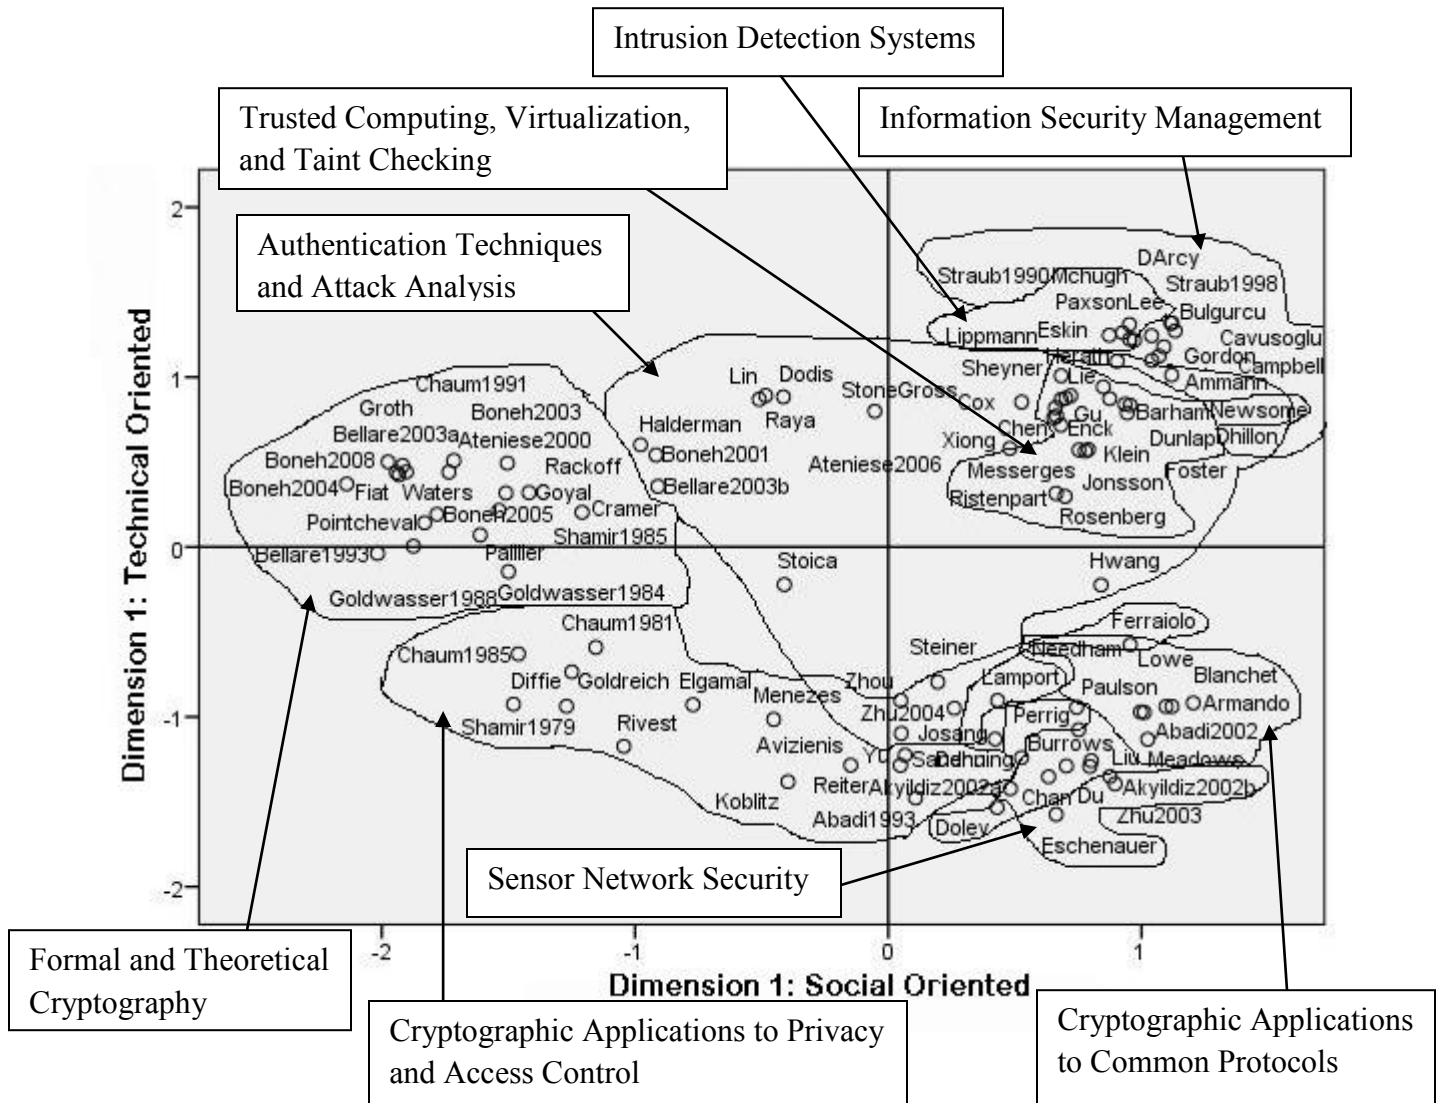 Intrusion Detection Systems
Trusted Computing, Virtualization,
and Taint Checking
Information Security Management
Authentication Techniques
and Attack Analysis
2
1
0
-1
-2
Dimension 1: Technical Oriented
DArcy
Straub1990 Mchugh
Straub1998
PaxsonLee
Bulgurcu
Lippmann Eskin
Cavusoglu
Herath
Gordon
Campbell
Sheyner
Lie
Ammann
Chaum1991
Lin Dodis
StoneGross
Groth
Boneh2003
Raya
Cox
Gu
Barham Newsome
Bellare2003a Ateniese2000
Halderman
Chen
Enck
Dunlap Dhillon
Boneh2008
Rackoff
Boneh2001
Ateniese2006
Xiong
Klein
Boneh2004 Fiat Waters Goyal
Bellare2003b
Messerges
Foster
Jonsson
Pointcheval Boneh2005 Cramer
Ristenpart
Rosenberg
Shamir1985
Bellare1993
Paillier
Stoica
Hwang
Goldwasser1988 Goldwasser1984
Chaum1981
Ferraiolo
Chaum1985
Steiner
Needham
Lowe
Diffie Goldreich Elgamal
Zhou
Lamport
Blanchet
Menezes
Paulson
Armando
Shamir1979
Rivest
Zhu2004
Josang
Perrig
Abadi2002
Avizienis
Yu
Burrows
Liu Meadows
Koblitz
Reiter Akyildiz2002a
Chan Du
Akyildiz2002b
Abadi1993
Doley
Zhu2003
Eschenauer
Sensor Network Security
-2
-1
0
1
Dimension 1: Social Oriented
Formal and Theoretical
Cryptography
Cryptographic Applications to Privacy
and Access Control
Cryptographic Applications
to Common Protocols